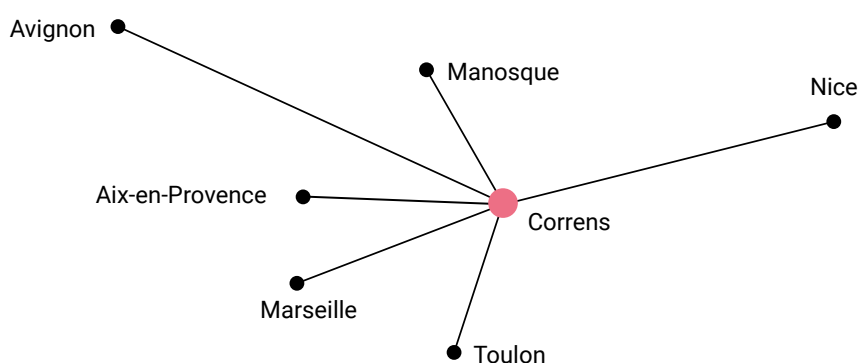 Avignon
Manosque
Nice
Aix-en-Provence
Correns
Marseille
Toulon